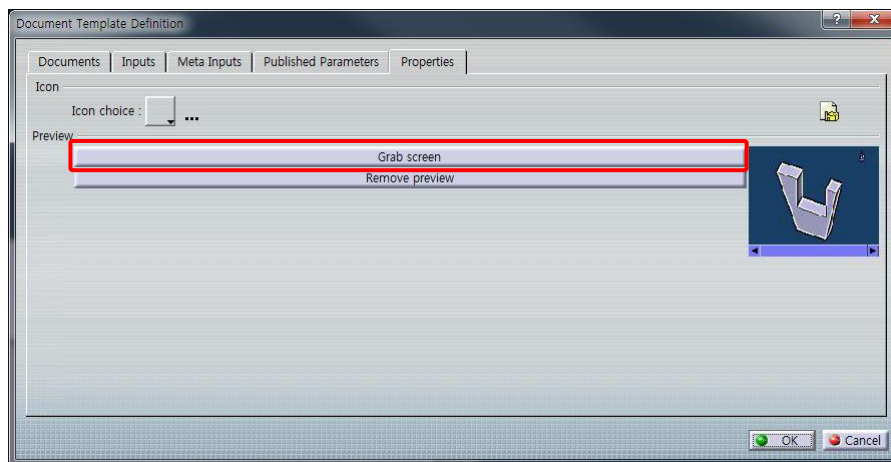 Document Template Definition
Documents Inputs Meta Inputs Published Parameters Properties
Icon
Icon choice : ...
Preview
Grab screen
Remove preview
OK Cancel